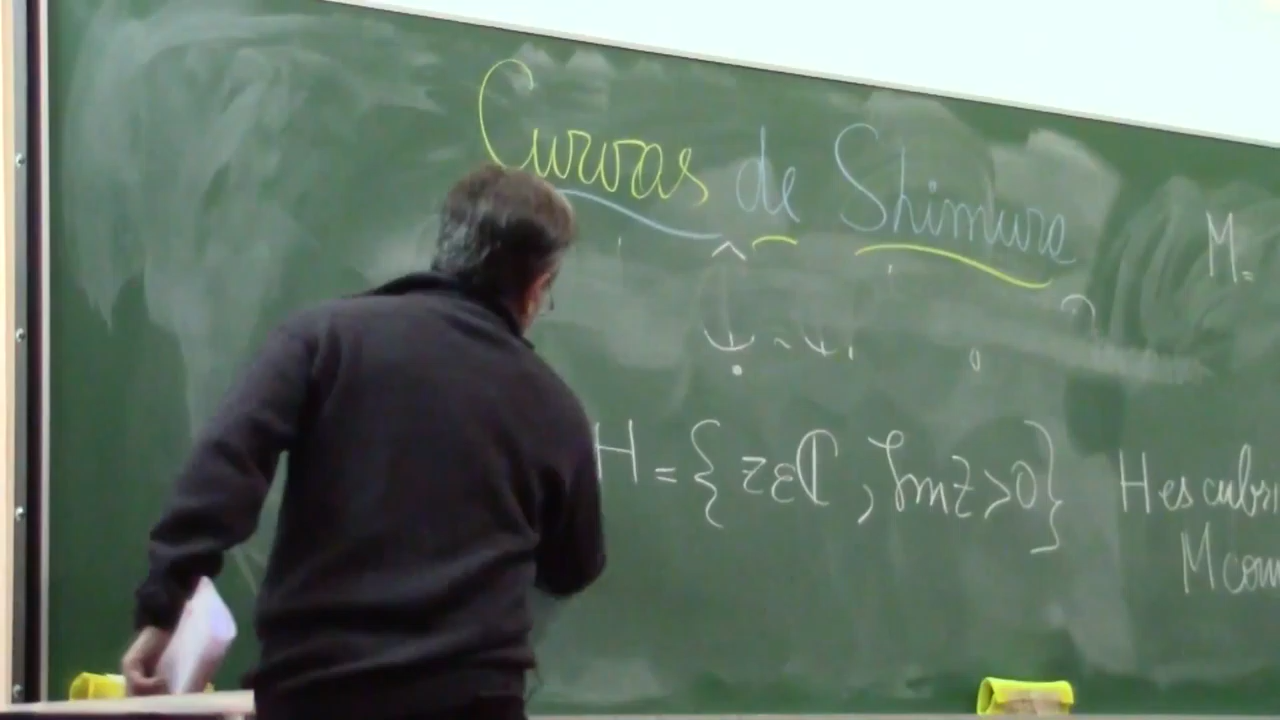 Curvas de Shimura
M =
H = { z ∈ ℂ , Im z > 0 } H es cubri
M com